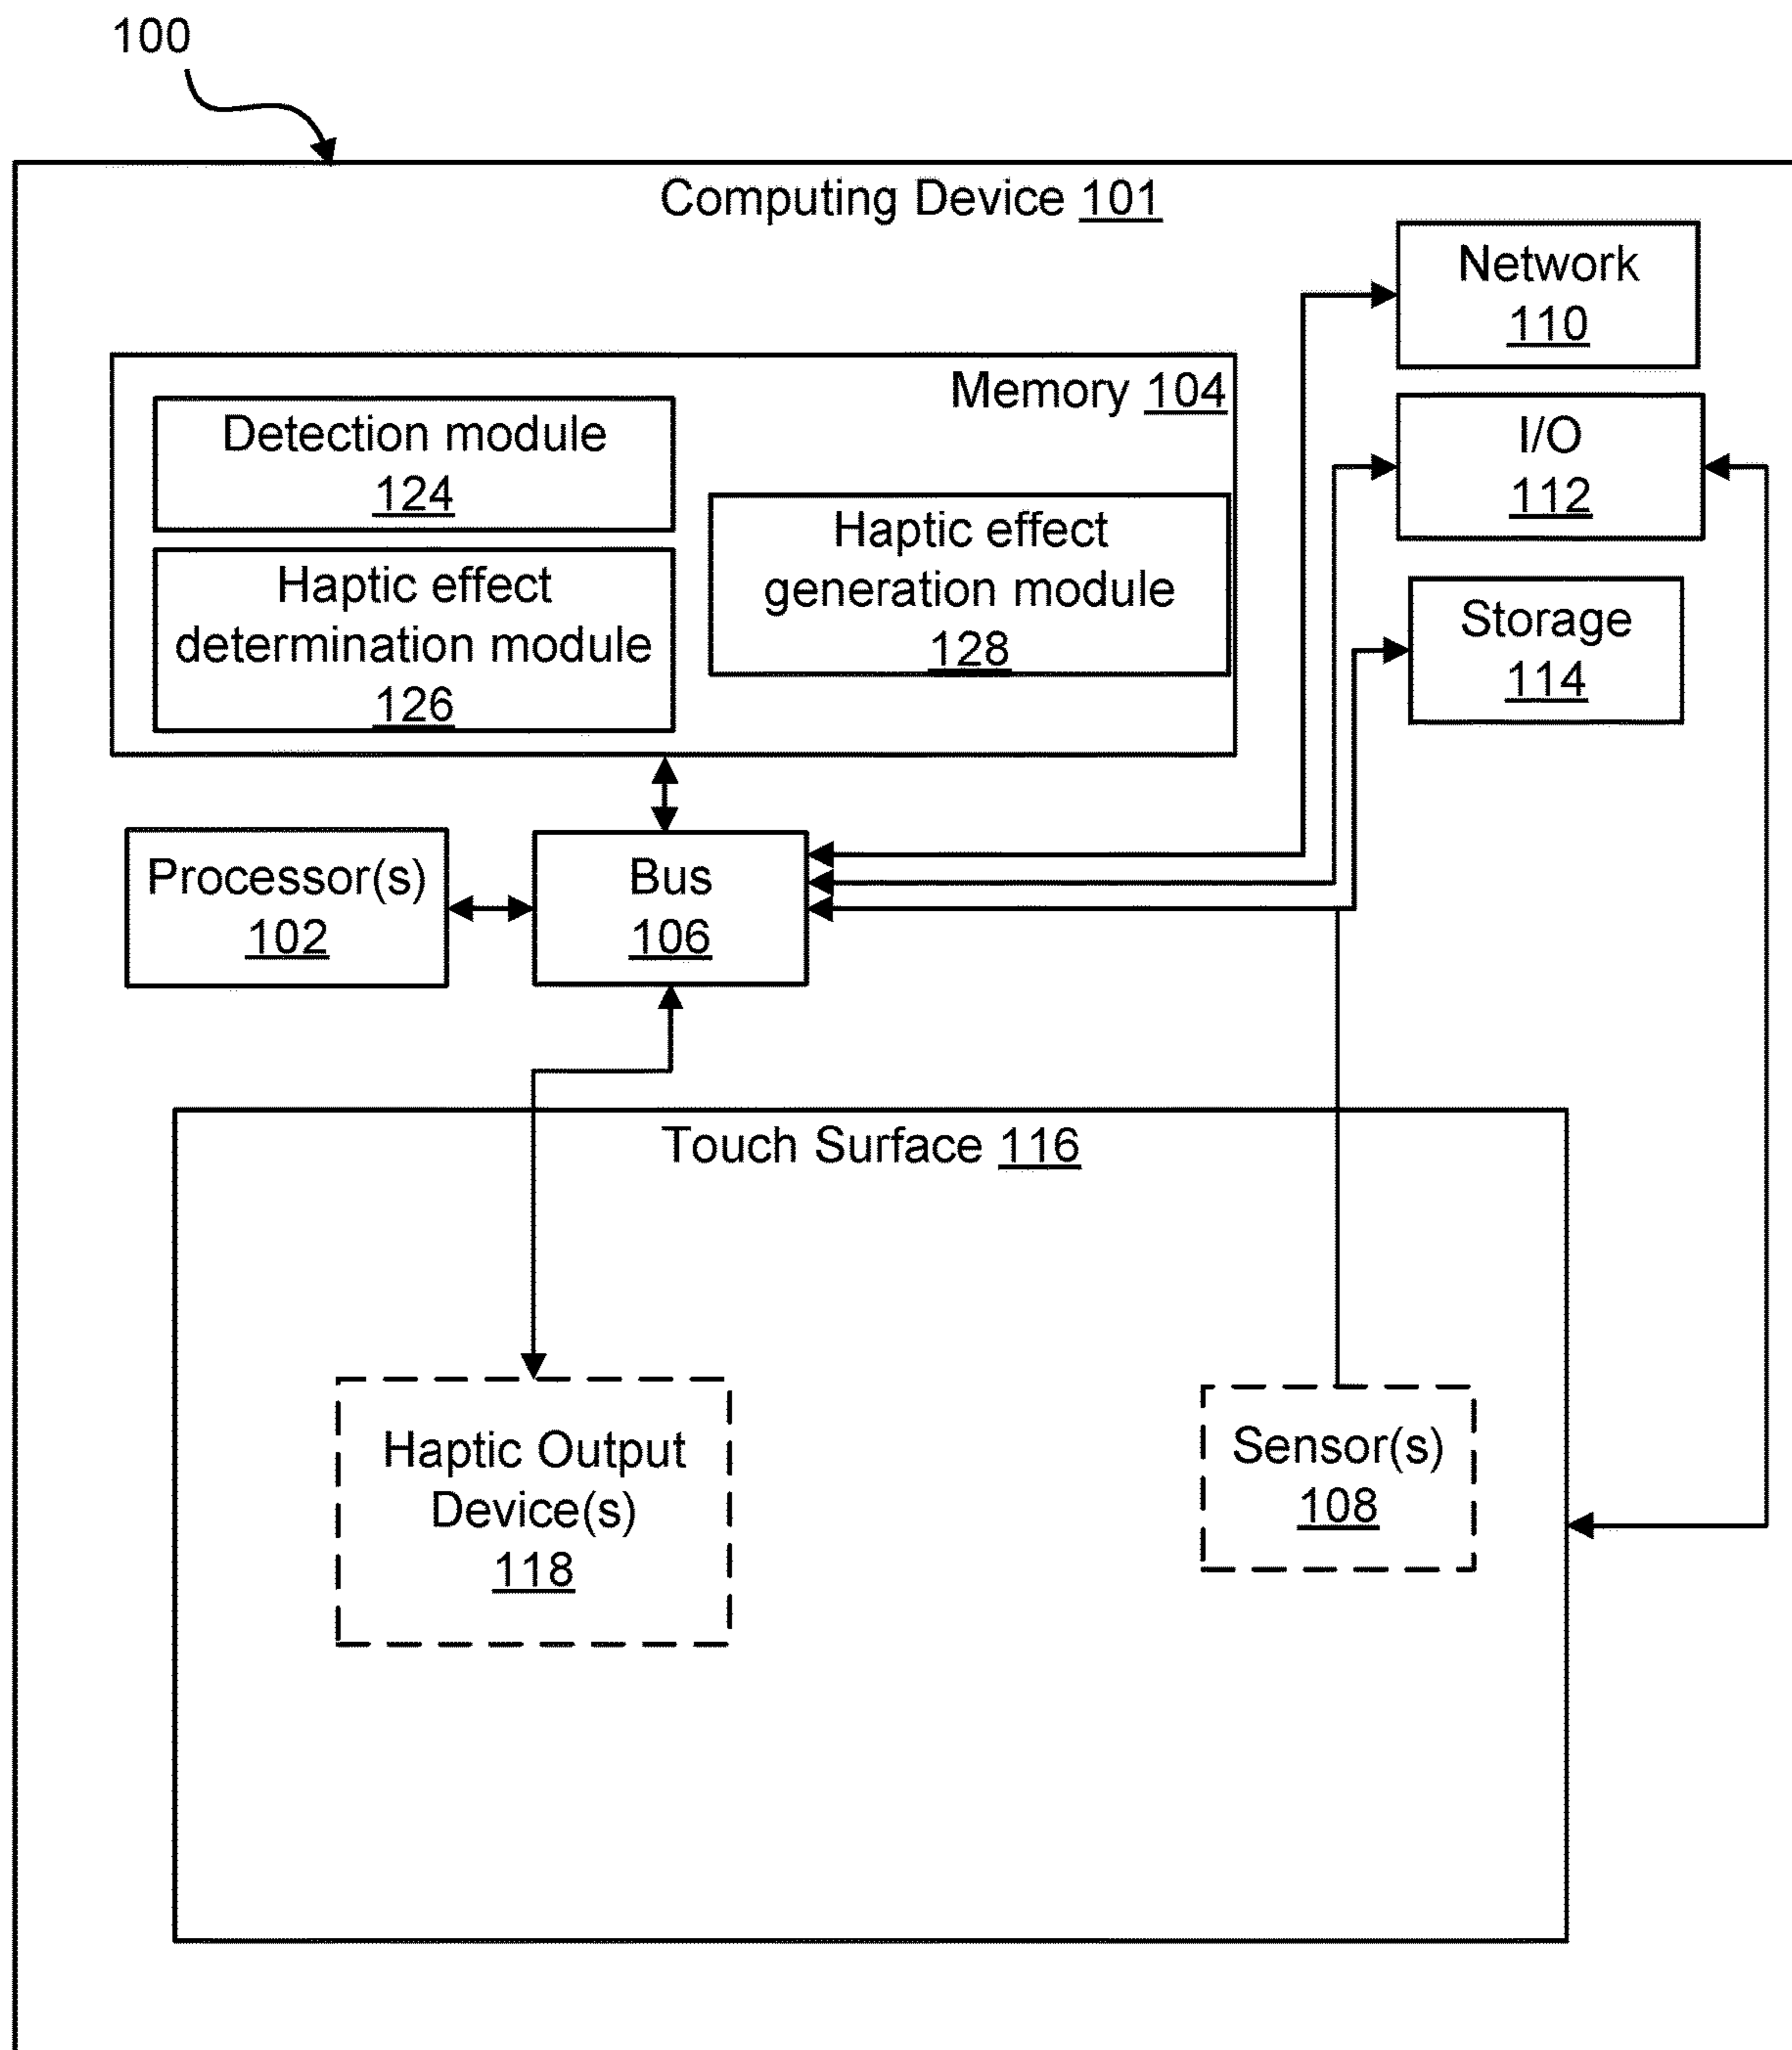 100
Computing Device 101
Network
110
Memory 104
Detection module
124
I/O
112
Haptic effect
generation module
128
Haptic effect
determination module
126
Storage
114
Processor(s)
102
Bus
106
Touch Surface 116
Haptic Output
Device(s)
118
Sensor(s)
108